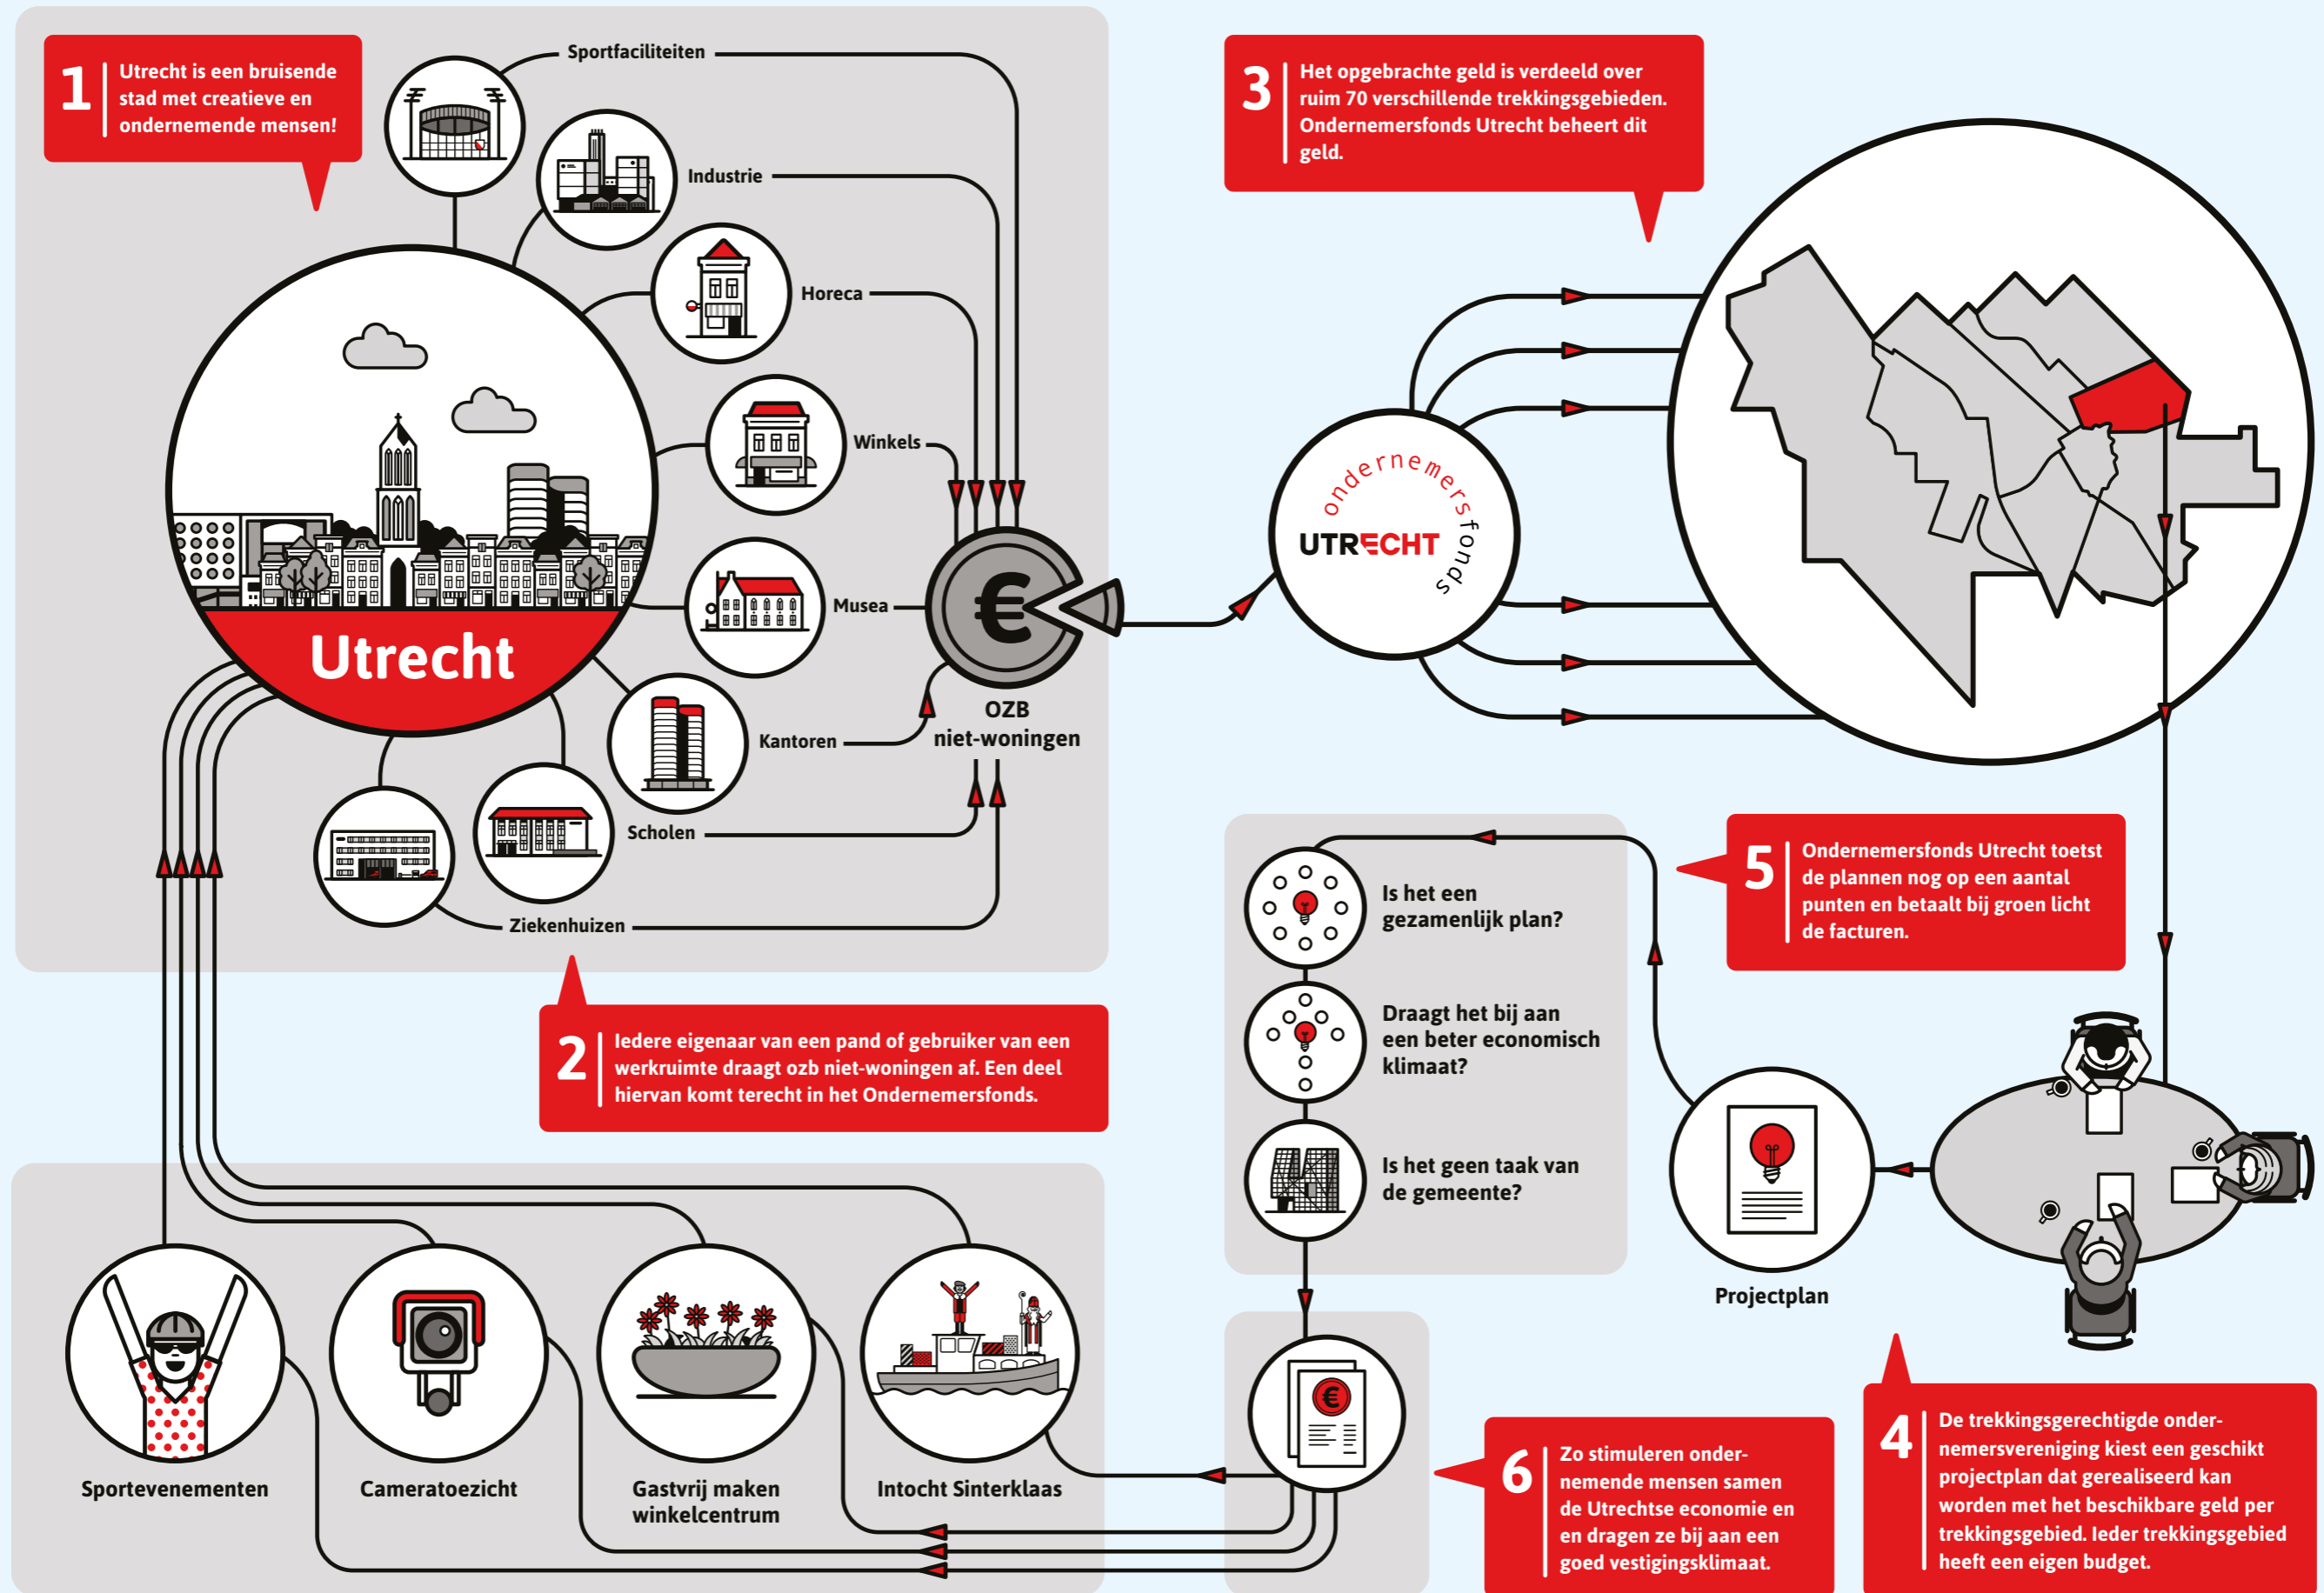 1
Utrecht is een bruisende
stad met creatieve en
ondernemende mensen!
Sportfaciliteiten
Industrie
Horeca
Winkels
Musea
Kantoren
Scholen
Ziekenhuizen
Utrecht
€
OZB
niet-woningen
2
Iedere eigenaar van een pand of gebruiker van een
werkruimte draagt ozb niet-woningen af. Een deel
hiervan komt terecht in het Ondernemersfonds.
3
Het opgebrachte geld is verdeeld over
ruim 70 verschillende trekkingsgebieden.
Ondernemersfonds Utrecht beheert dit
geld.
ondernemersfonds
UTRECHT
4
De trekkingsgerechtigde onder-
nemersvereniging kiest een geschikt
projectplan dat gerealiseerd kan
worden met het beschikbare geld per
trekkingsgebied. Ieder trekkingsgebied
heeft een eigen budget.
Projectplan
5
Ondernemersfonds Utrecht toetst
de plannen nog op een aantal
punten en betaalt bij groen licht
de facturen.
Is het een
gezamenlijk plan?
Draagt het bij aan
een beter economisch
klimaat?
Is het geen taak van
de gemeente?
€
6
Zo stimuleren onder-
nemende mensen samen
de Utrechtse economie en
en dragen ze bij aan een
goed vestigingsklimaat.
Sportevenementen
Cameratoezicht
Gastvrij maken
winkelcentrum
Intocht Sinterklaas